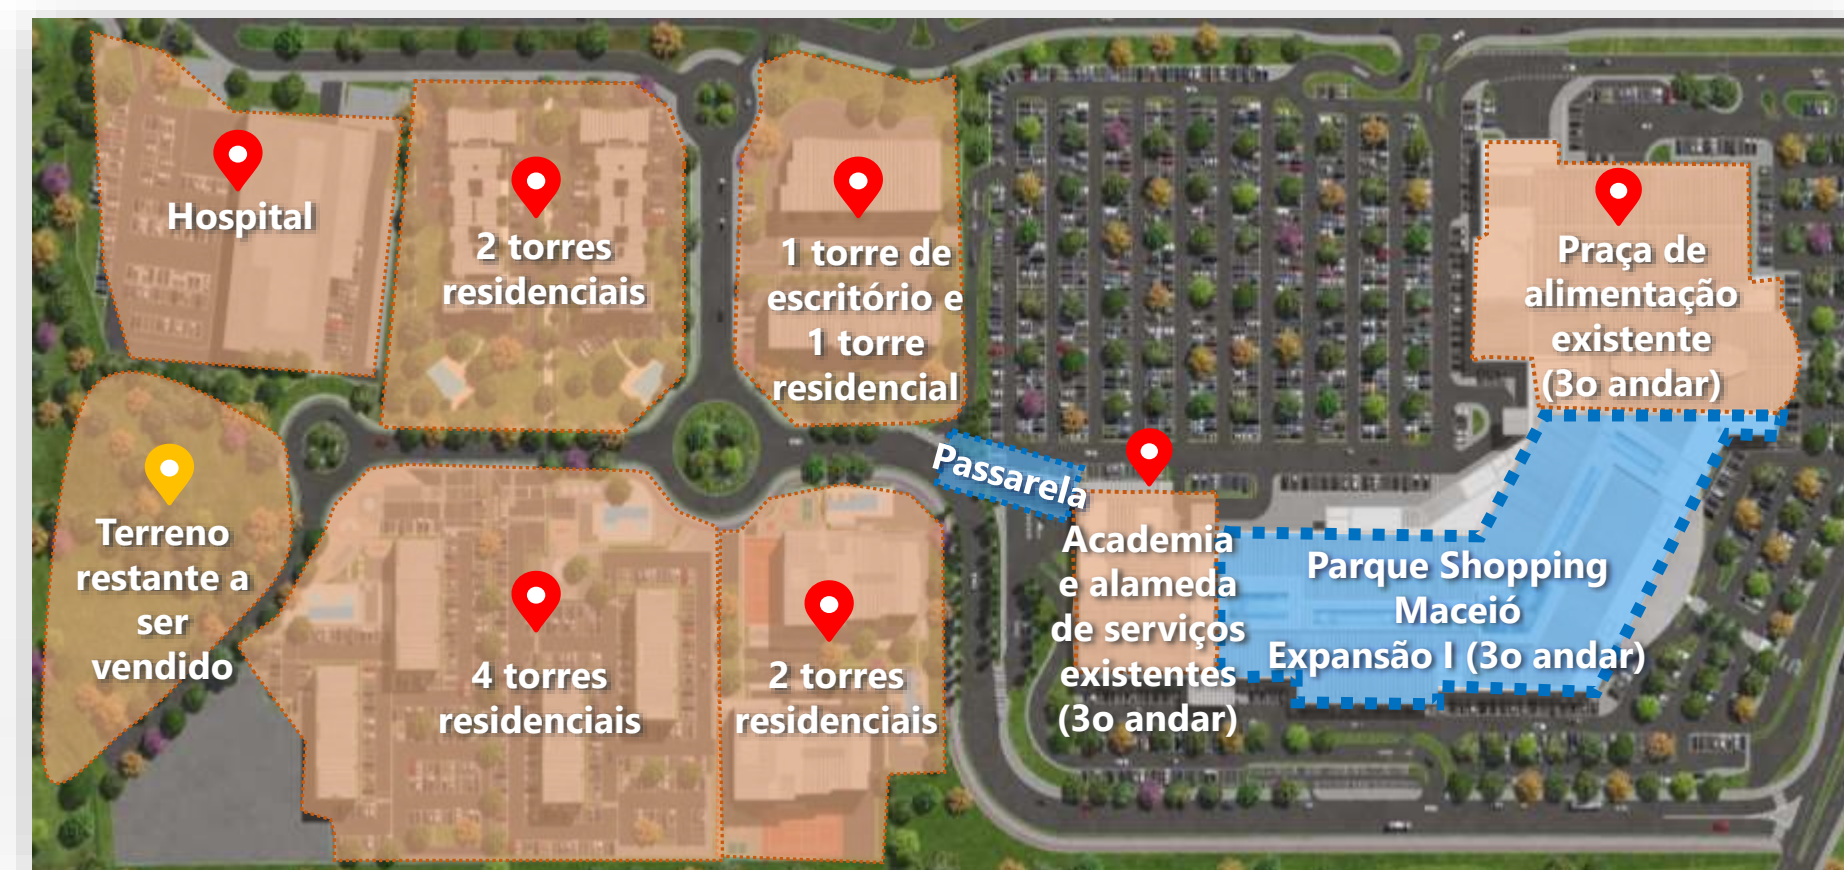 Hospital
2 torres
residenciais
1 torre de
escritório e
1 torre
residencial
Praça de
alimentação
existente
(3o andar)
Passarela
Terreno
restante a
ser
vendido
4 torres
residenciais
2 torres
residenciais
Academia
e alameda
de serviços
existentes
(3o andar)
Parque Shopping
Maceió
Expansão I (3o andar)